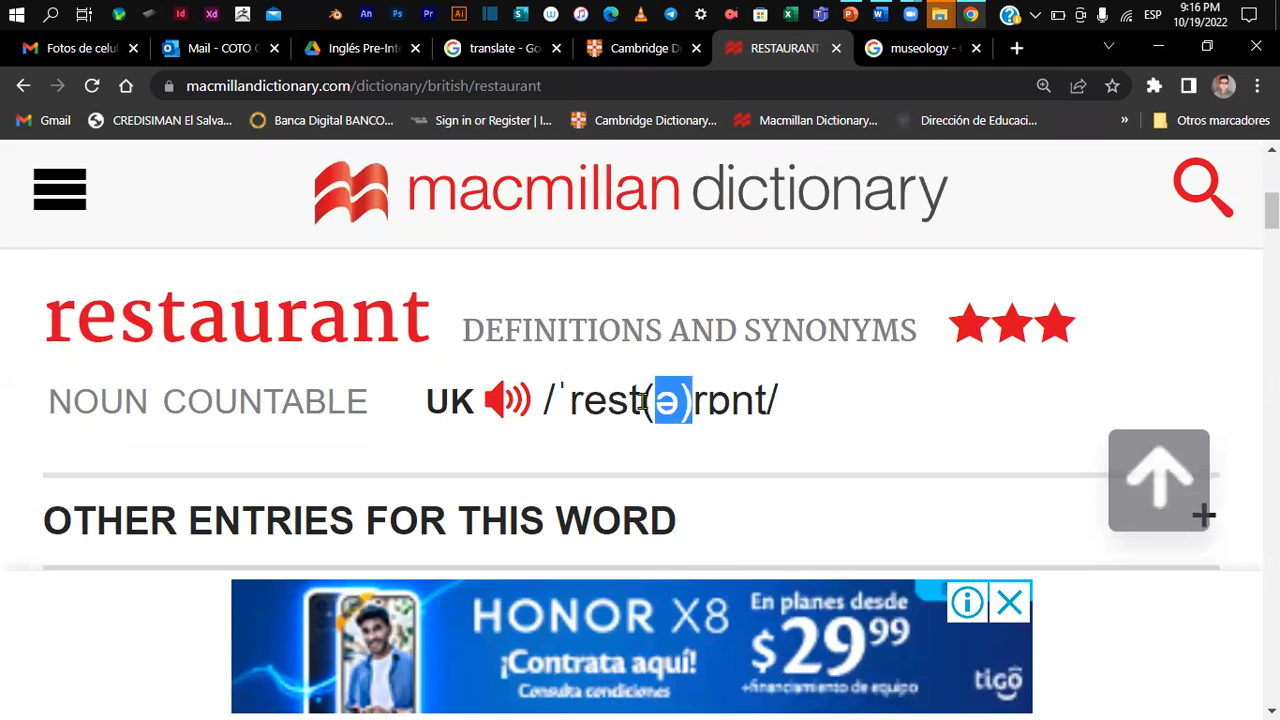 9:16 PM
ESP
10/19/2022
Fotos de celul
Mail - COTO C
Inglés Pre-Inte
translate - Goo
Cambridge Di
RESTAURANT
museology - G
macmillandictionary.com/dictionary/british/restaurant
Gmail
CREDISIMAN El Salva...
Banca Digital BANCO...
Sign in or Register | I...
Cambridge Dictionary...
Macmillan Dictionary...
Dirección de Educaci...
Otros marcadores
macmillan dictionary
restaurant DEFINITIONS AND SYNONYMS
NOUN COUNTABLE UK /ˈrest(ə)rɒnt/
OTHER ENTRIES FOR THIS WORD
HONOR X8
¡Contrata aquí!
Consulta condiciones
En planes desde
$29.99
+financiamiento de equipo
tigo